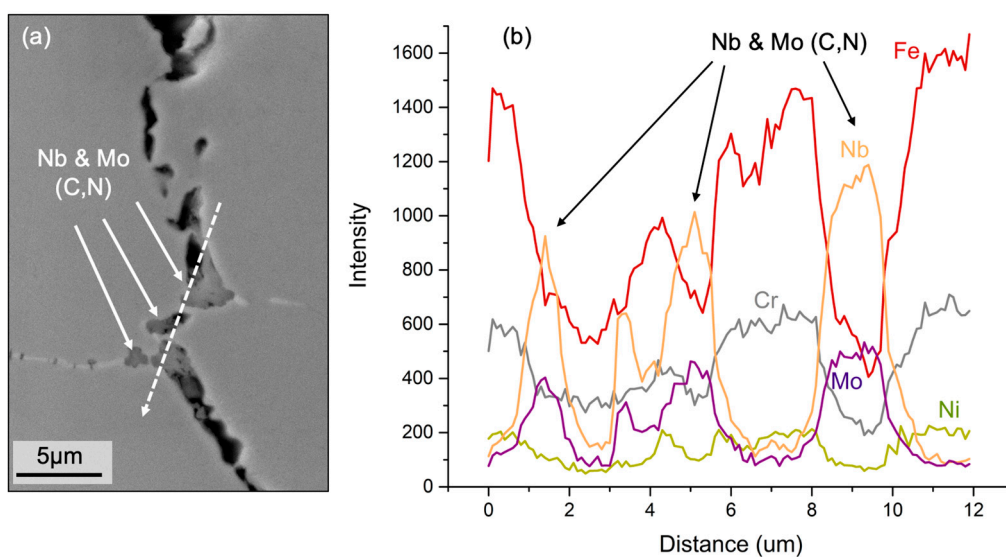 (a)
Nb & Mo
(C,N)
5µm
(b)
Nb & Mo (C,N)
Fe
Nb
Cr
Mo
Ni
Intensity
1600
1400
1200
1000
800
600
400
200
0
0 2 4 6 8 10 12
Distance (um)